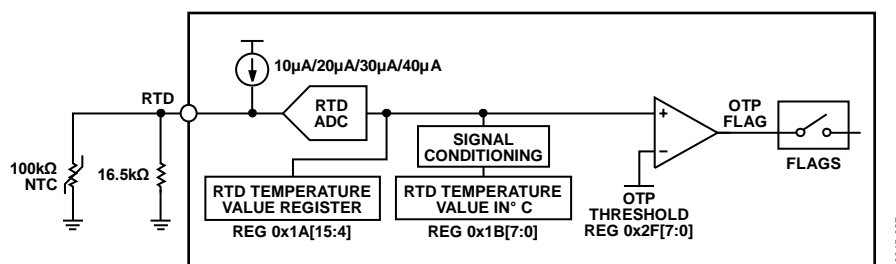 10µA/20µA/30µA/40µA
RTD
RTD
ADC
OTP
FLAG
SIGNAL
CONDITIONING
FLAGS
100kΩ
NTC
16.5kΩ
RTD TEMPERATURE
VALUE REGISTER
REG 0x1A[15:4]
RTD TEMPERATURE
VALUE IN° C
REG 0x1B[7:0]
OTP
THRESHOLD
REG 0x2F[7:0]
+
−